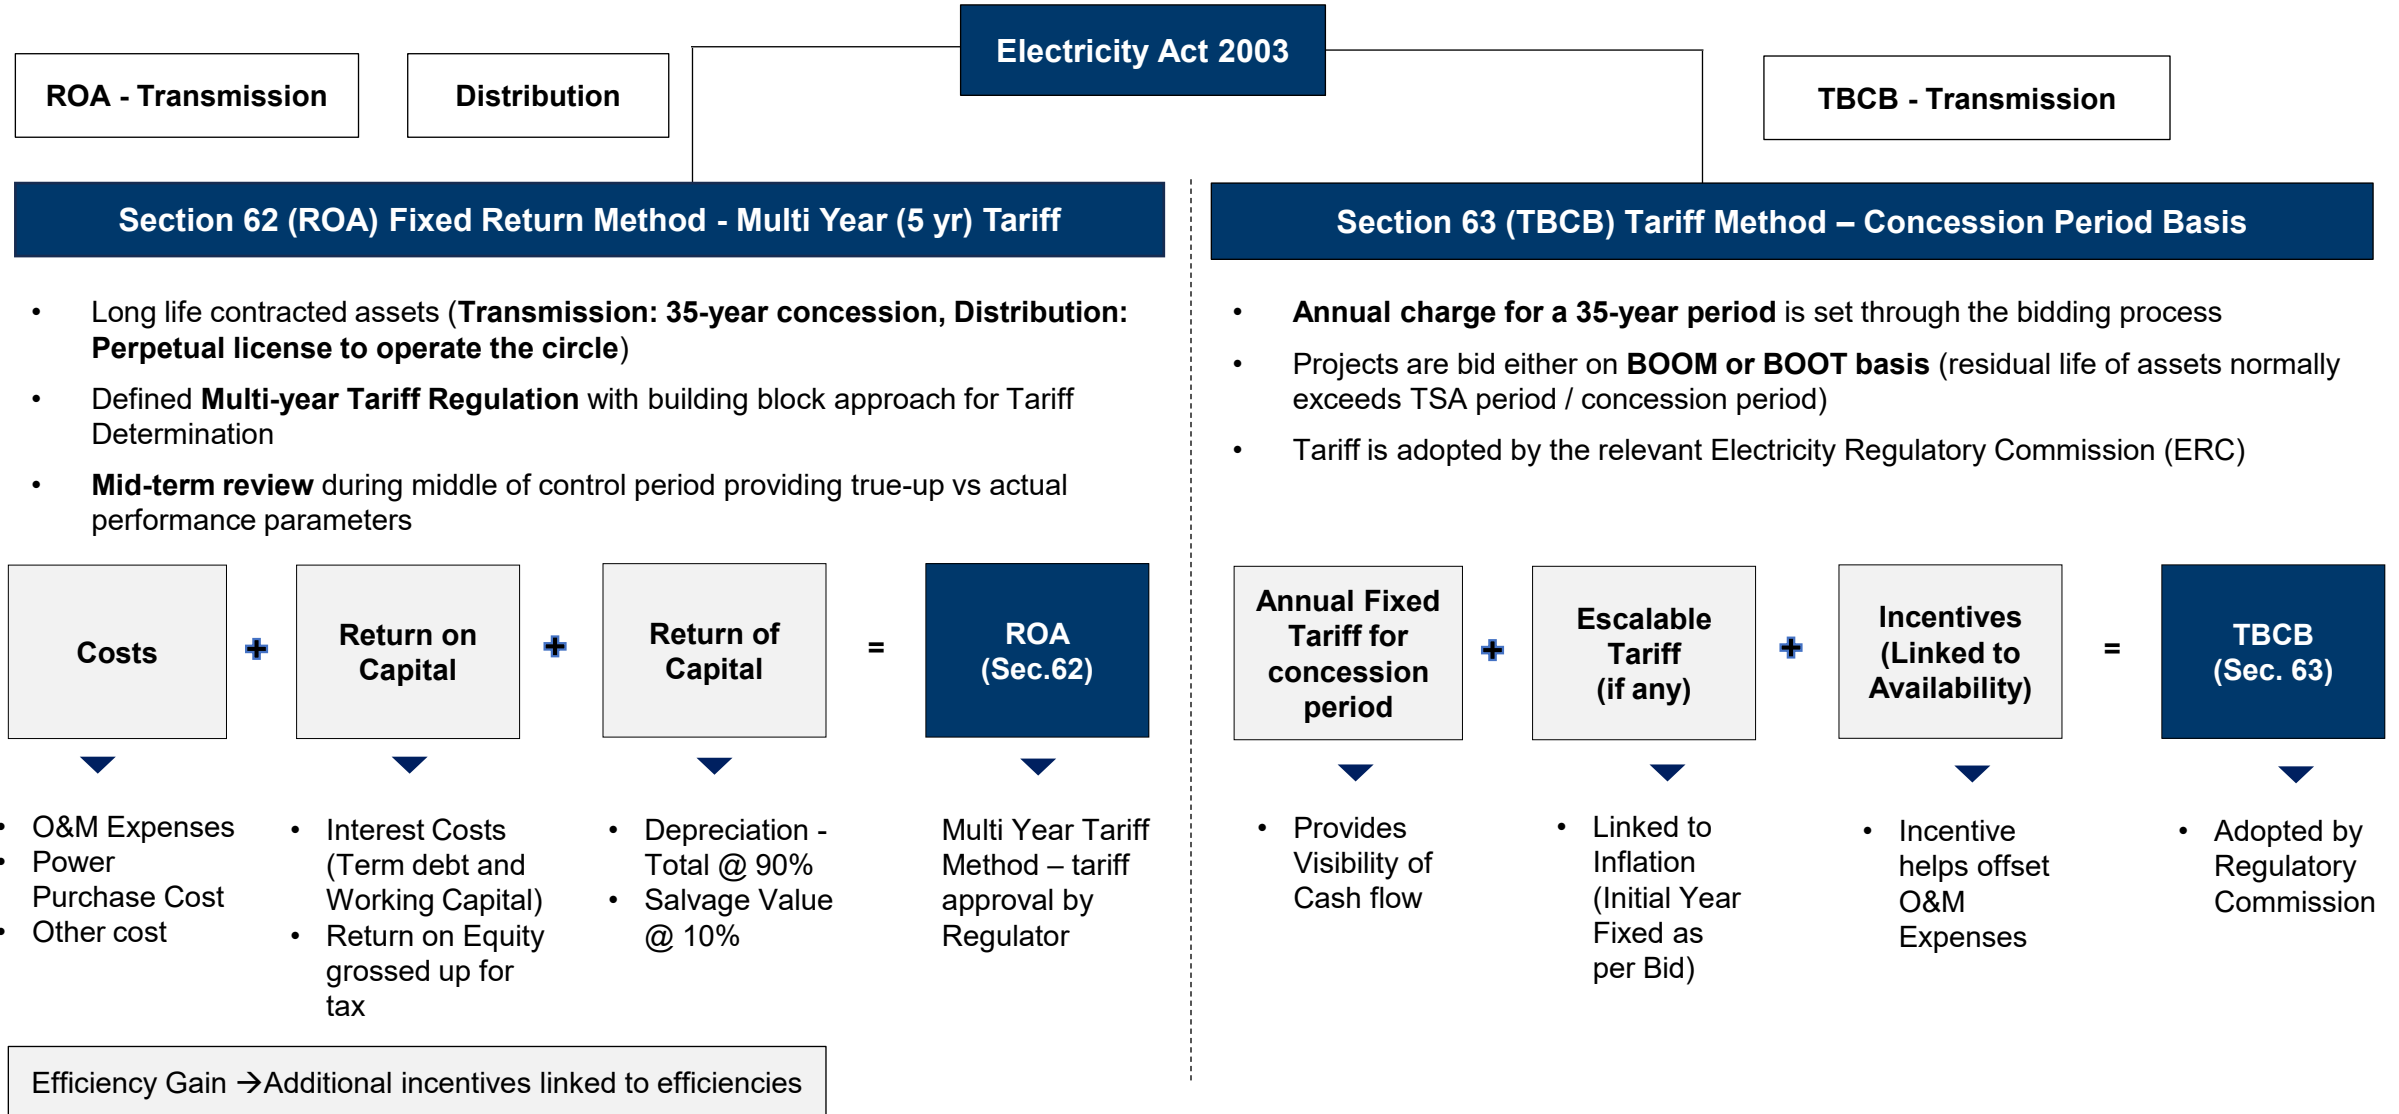 Electricity Act 2003
ROA - Transmission
Distribution
TBCB - Transmission
Section 62 (ROA) Fixed Return Method - Multi Year (5 yr) Tariff
• Long life contracted assets (Transmission: 35-year concession, Distribution:
Perpetual license to operate the circle)
• Defined Multi-year Tariff Regulation with building block approach for Tariff
Determination
• Mid-term review during middle of control period providing true-up vs actual
performance parameters
Costs
+
Return on
Capital
+
Return of
Capital
=
ROA
(Sec.62)
• O&M Expenses
• Power
Purchase Cost
• Other cost
• Interest Costs
(Term debt and
Working Capital)
• Return on Equity
grossed up for
tax
• Depreciation -
Total @ 90%
• Salvage Value
@ 10%
Multi Year Tariff
Method – tariff
approval by
Regulator
Efficiency Gain →Additional incentives linked to efficiencies
Section 63 (TBCB) Tariff Method – Concession Period Basis
• Annual charge for a 35-year period is set through the bidding process
• Projects are bid either on BOOM or BOOT basis (residual life of assets normally
exceeds TSA period / concession period)
• Tariff is adopted by the relevant Electricity Regulatory Commission (ERC)
Annual Fixed
Tariff for
concession
period
+
Escalable
Tariff
(if any)
+
Incentives
(Linked to
Availability)
=
TBCB
(Sec. 63)
• Provides
Visibility of
Cash flow
• Linked to
Inflation
(Initial Year
Fixed as
per Bid)
• Incentive
helps offset
O&M
Expenses
• Adopted by
Regulatory
Commission